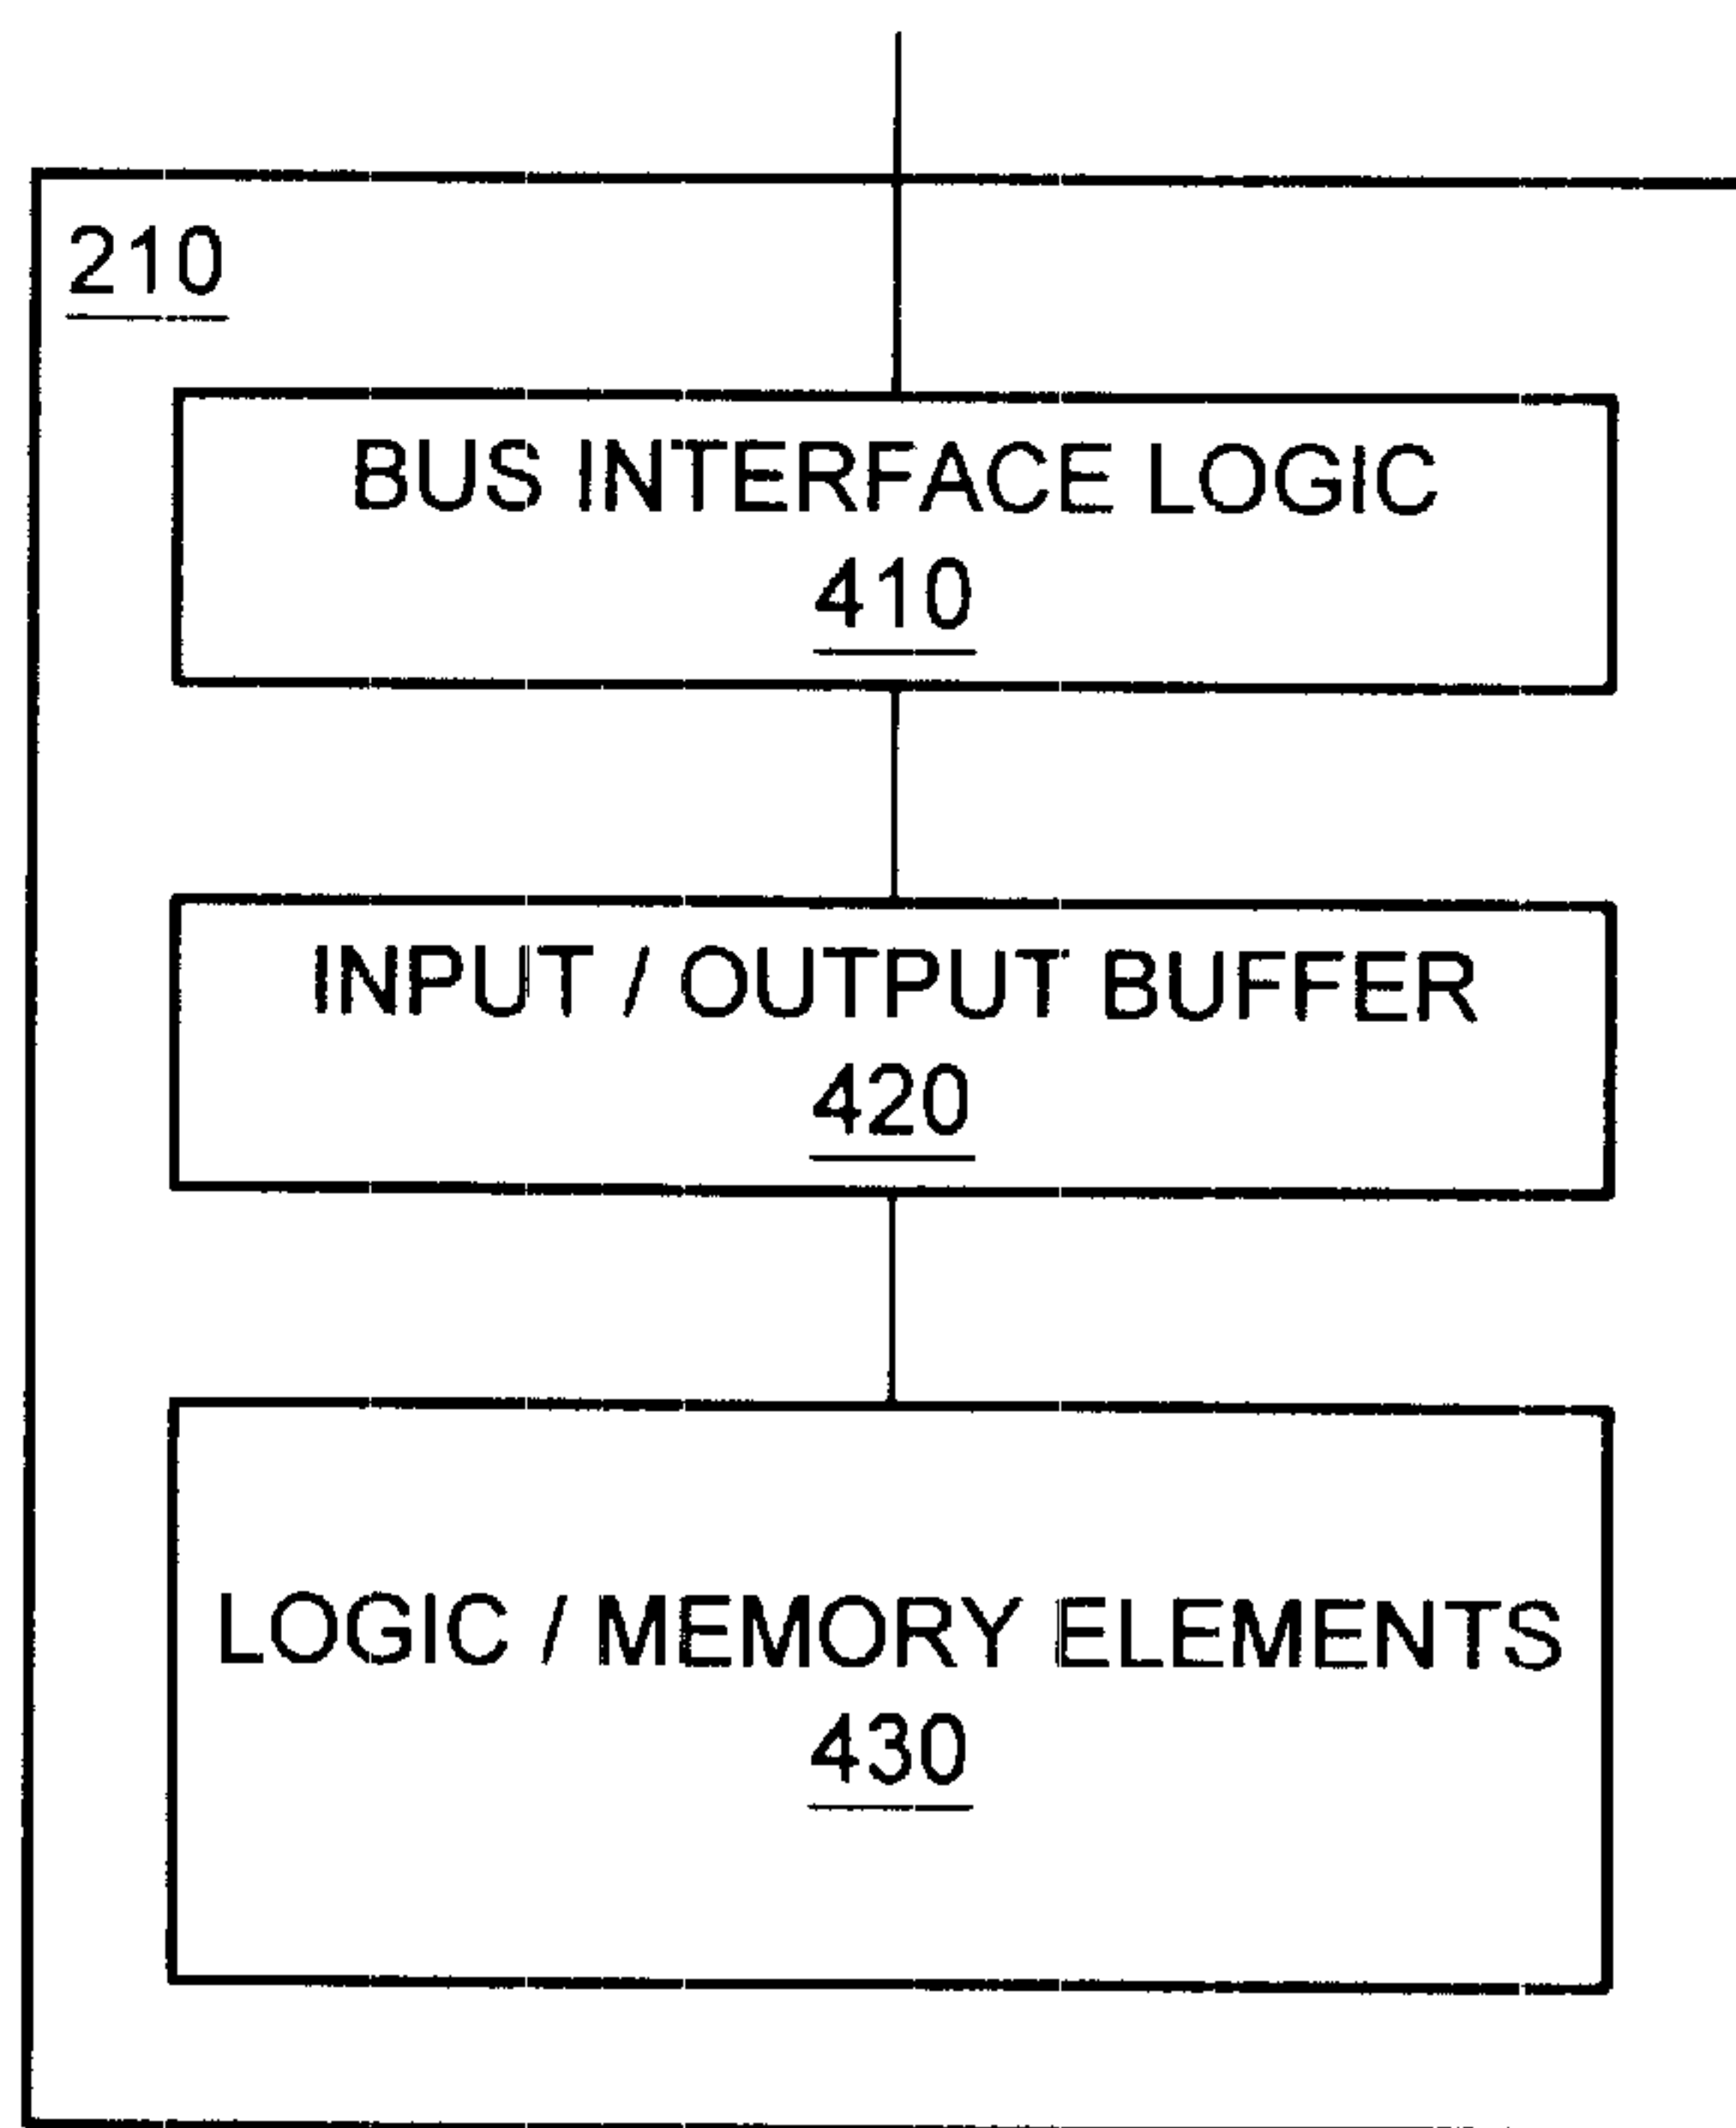 210
BUS INTERFACE LOGIC
410
INPUT / OUTPUT BUFFER
420
LOGIC / MEMORY ELEMENTS
430